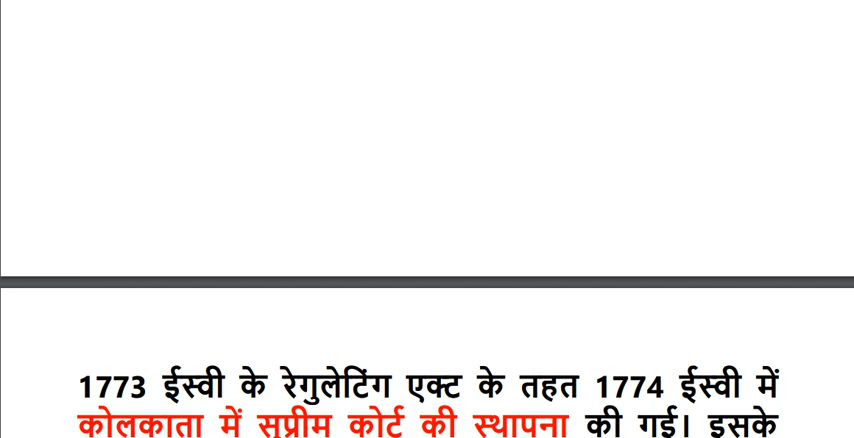 1773 ईस्वी के रेगुलेटिंग एक्ट के तहत 1774 ईस्वी में
कोलकाता में सुप्रीम कोर्ट की स्थापना की गई। इसके